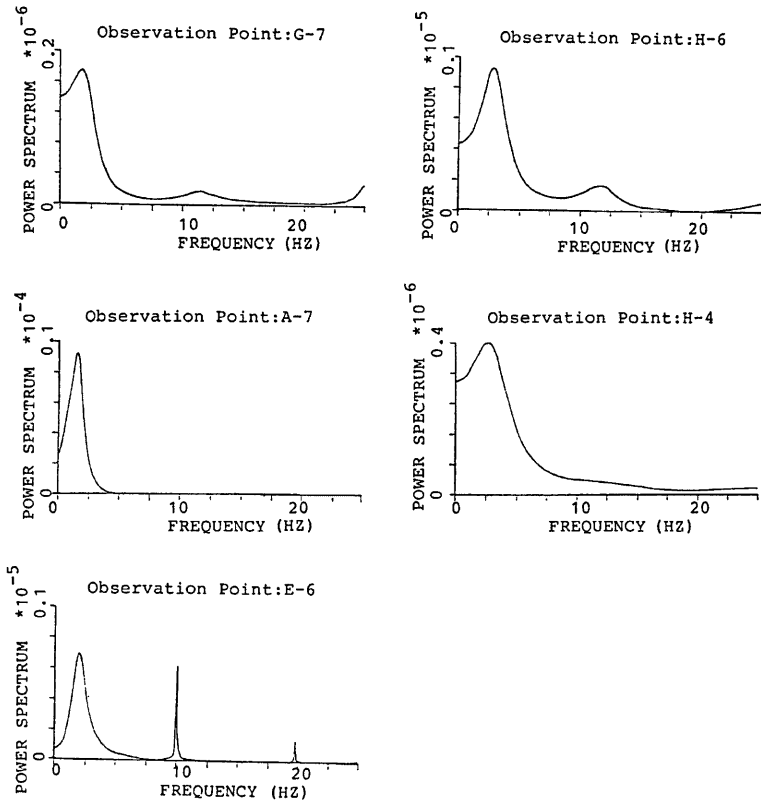 Observation Point:G-7
POWER SPECTRUM *10-6
0.2
0
0 10 20
FREQUENCY (HZ)
Observation Point:H-6
POWER SPECTRUM *10-5
0.1
0
0 10 20
FREQUENCY (HZ)
Observation Point:A-7
POWER SPECTRUM *10-4
0.1
0
0 10 20
FREQUENCY (HZ)
Observation Point:H-4
POWER SPECTRUM *10-6
0.4
0
0 10 20
FREQUENCY (HZ)
Observation Point:E-6
POWER SPECTRUM *10-5
0.1
0
0 10 20
FREQUENCY (HZ)